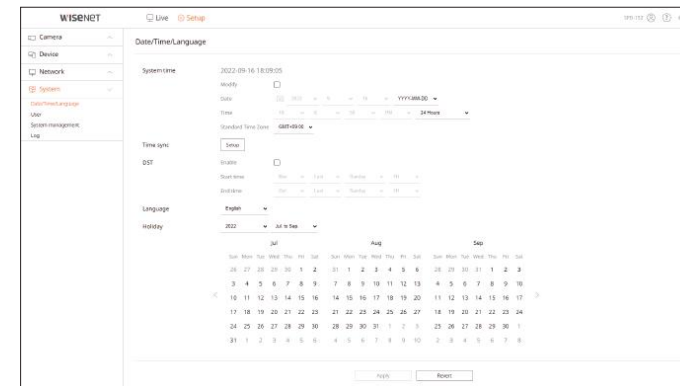 WISENET
Live Setup
Camera
Device
Network
System
Date/Time/Language
User
System management
Log
Date/Time/Language
System time 2022-09-16 18:09:05
Modify
Date YYYY-MM-DD
Time 24 Hours
Standard Time Zone GMT+09:00
Time sync Setup
DST Enable
Start time
End time
Language English
Holiday 2022 Jul to Sep
Jul Aug Sep
Sun Mon Tue Wed Thu Fri Sat Sun Mon Tue Wed Thu Fri Sat Sun Mon Tue Wed Thu Fri Sat
26 27 28 29 30 1 2 31 1 2 3 4 5 6 28 29 30 31 1 2 3
3 4 5 6 7 8 9 7 8 9 10 11 12 13 4 5 6 7 8 9 10
10 11 12 13 14 15 16 14 15 16 17 18 19 20 11 12 13 14 15 16 17
17 18 19 20 21 22 23 21 22 23 24 25 26 27 18 19 20 21 22 23 24
24 25 26 27 28 29 30 28 29 30 31 1 2 3 25 26 27 28 29 30 1
31 1 2 3 4 5 6 4 5 6 7 8 9 10 2 3 4 5 6 7 8
Apply Revert